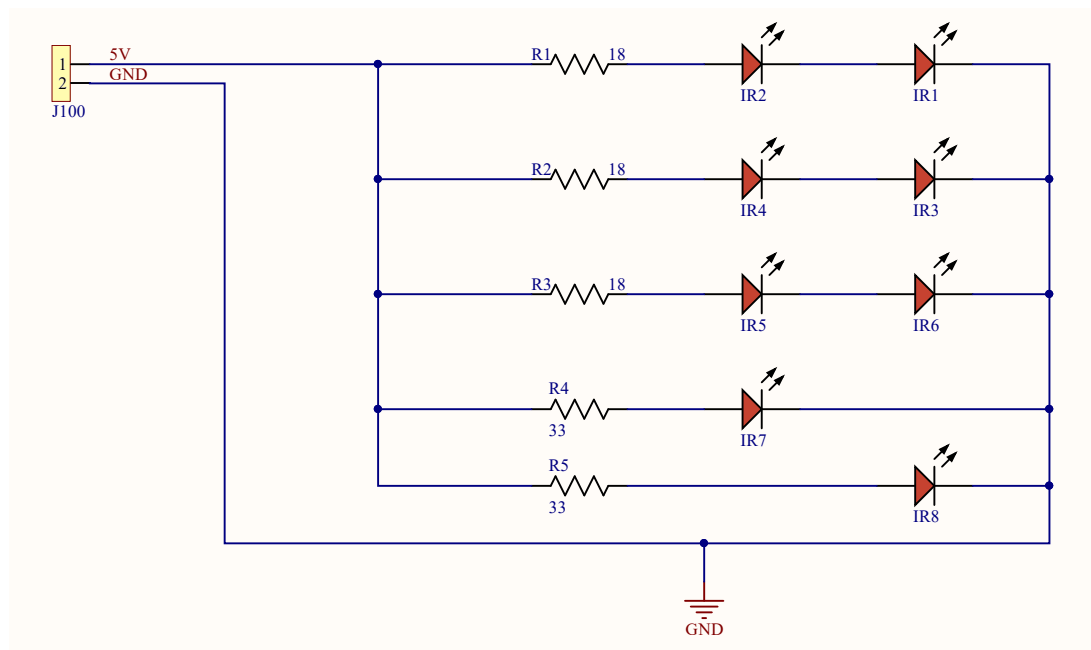 5V
1
GND
2
J100
R1 18
IR2 IR1
R2 18
IR4 IR3
R3 18
IR5 IR6
R4
33
IR7
R5
33
IR8
GND